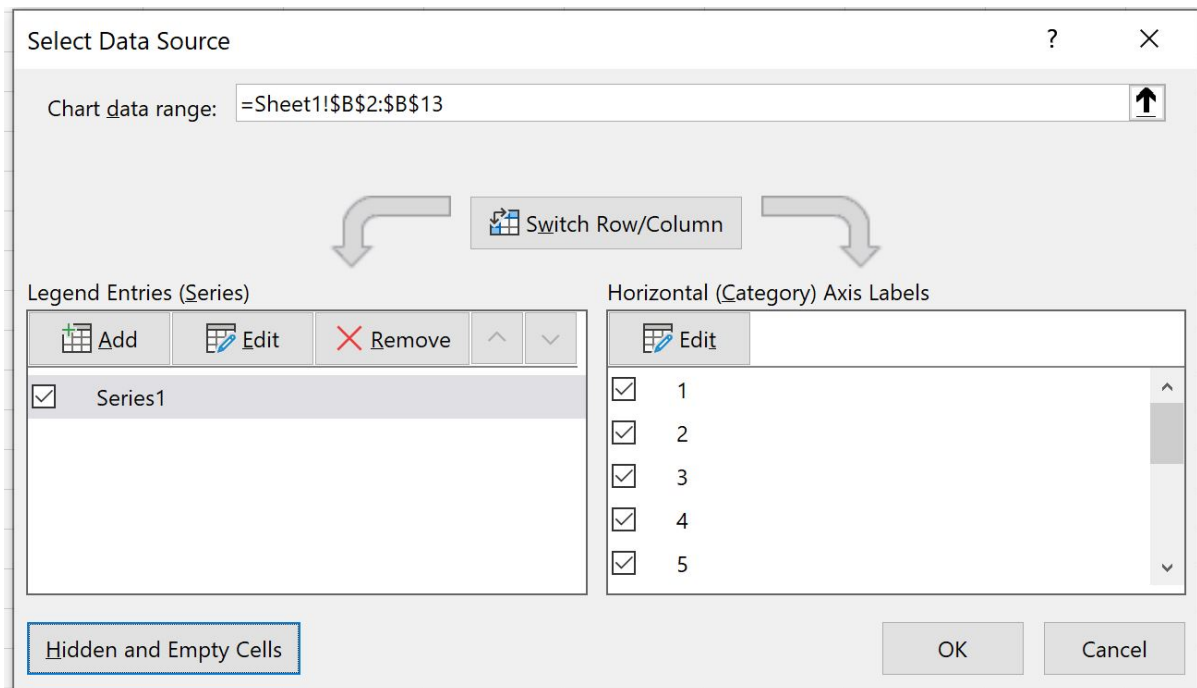 Select Data Source
?
Chart data range:
=Sheet1!$B$2:$B$13
Switch Row/Column
Legend Entries (Series)
Add
Edit
Remove
Series1
Horizontal (Category) Axis Labels
Edit
1
2
3
4
5
Hidden and Empty Cells
OK
Cancel